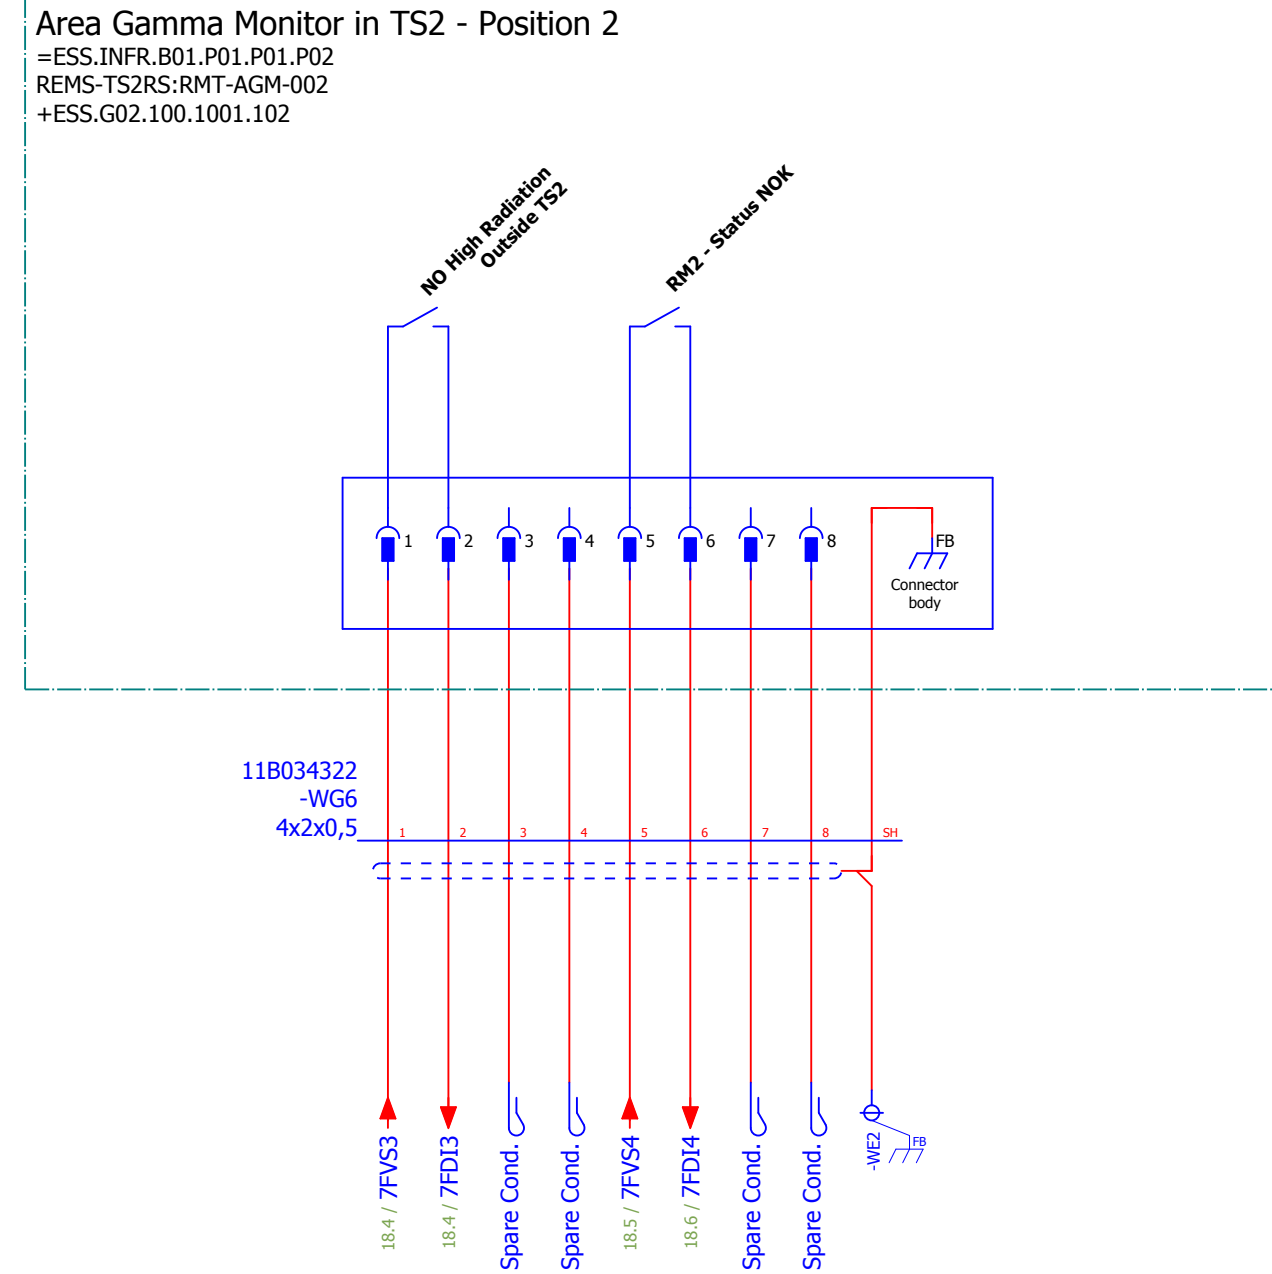 Area Gamma Monitor in TS2 - Position 2
=ESS.INFR.B01.P01.P01.P02
REMS-TS2RS:RMT-AGM-002
+ESS.G02.100.1001.102
NO High Radiation
Outside TS2
RM2 - Status NOK
1
2
3
4
5
6
7
8
FB
Connector
body
11B034322
-WG6
4x2x0,5
1
2
3
4
5
6
7
8
SH
18.4 / 7FVS3
18.4 / 7FDI3
Spare Cond.
Spare Cond.
18.5 / 7FVS4
18.6 / 7FDI4
Spare Cond.
Spare Cond.
-WE2
FB